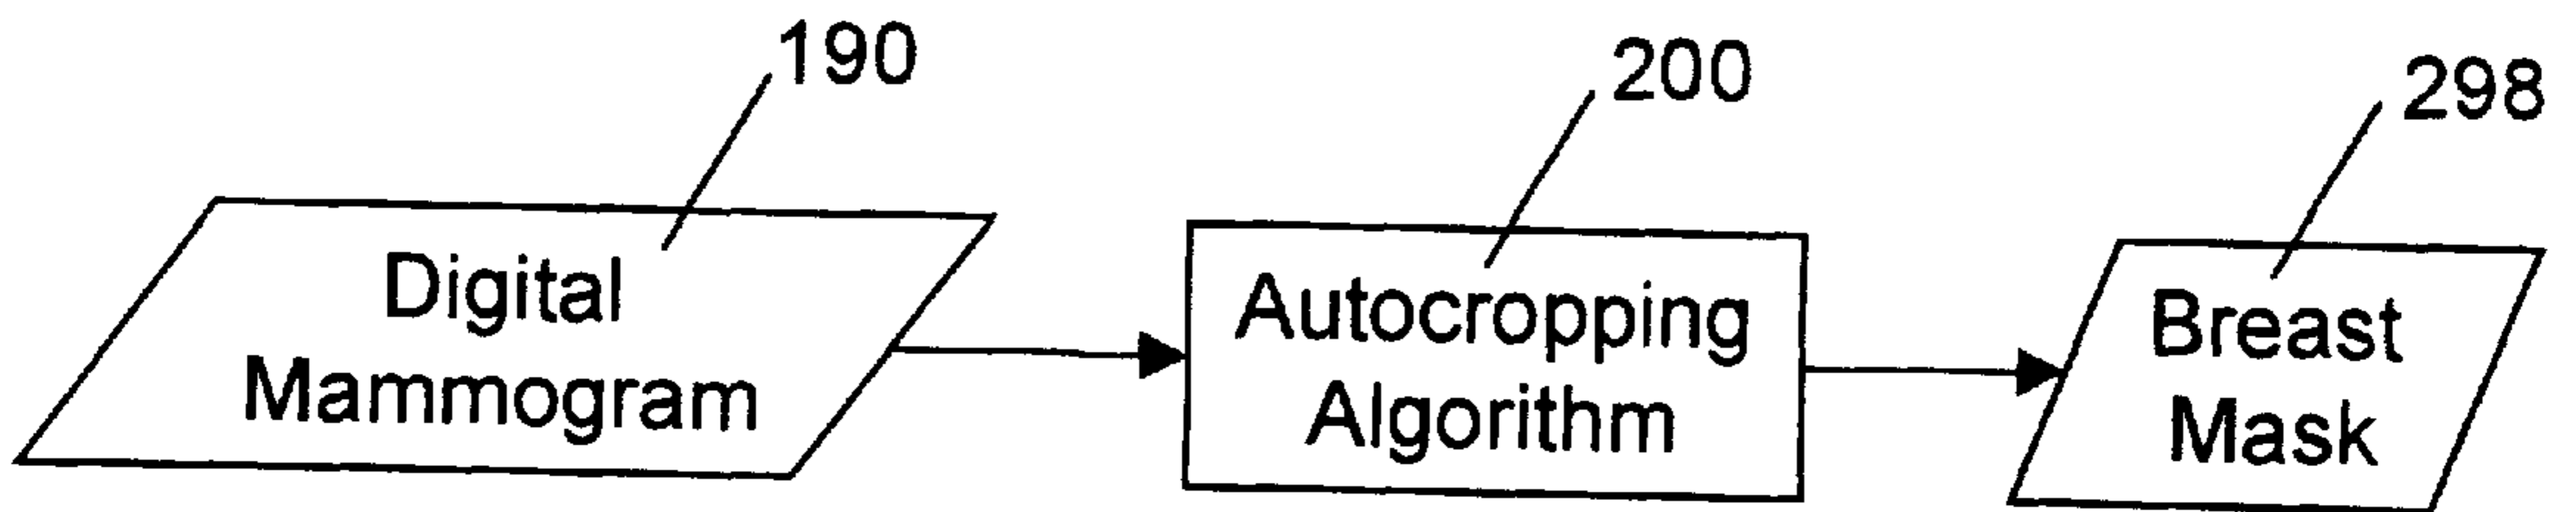 190
200
298
Digital
Mammogram
Autocropping
Algorithm
Breast
Mask